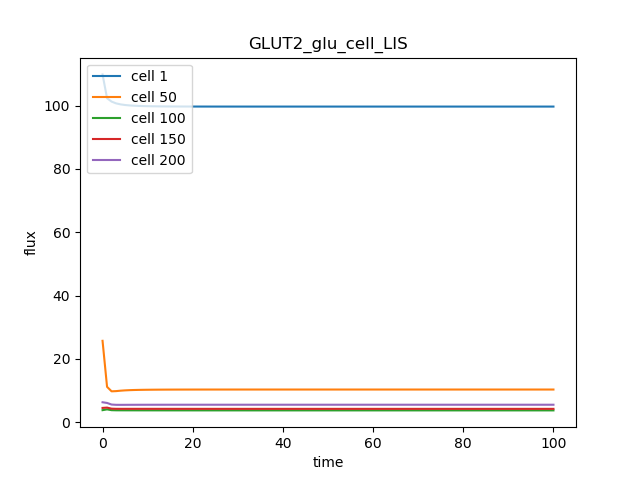 GLUT2_glu_cell_LIS
cell 1
cell 50
cell 100
cell 150
cell 200
flux
100
80
60
40
20
0
0 20 40 60 80 100
time